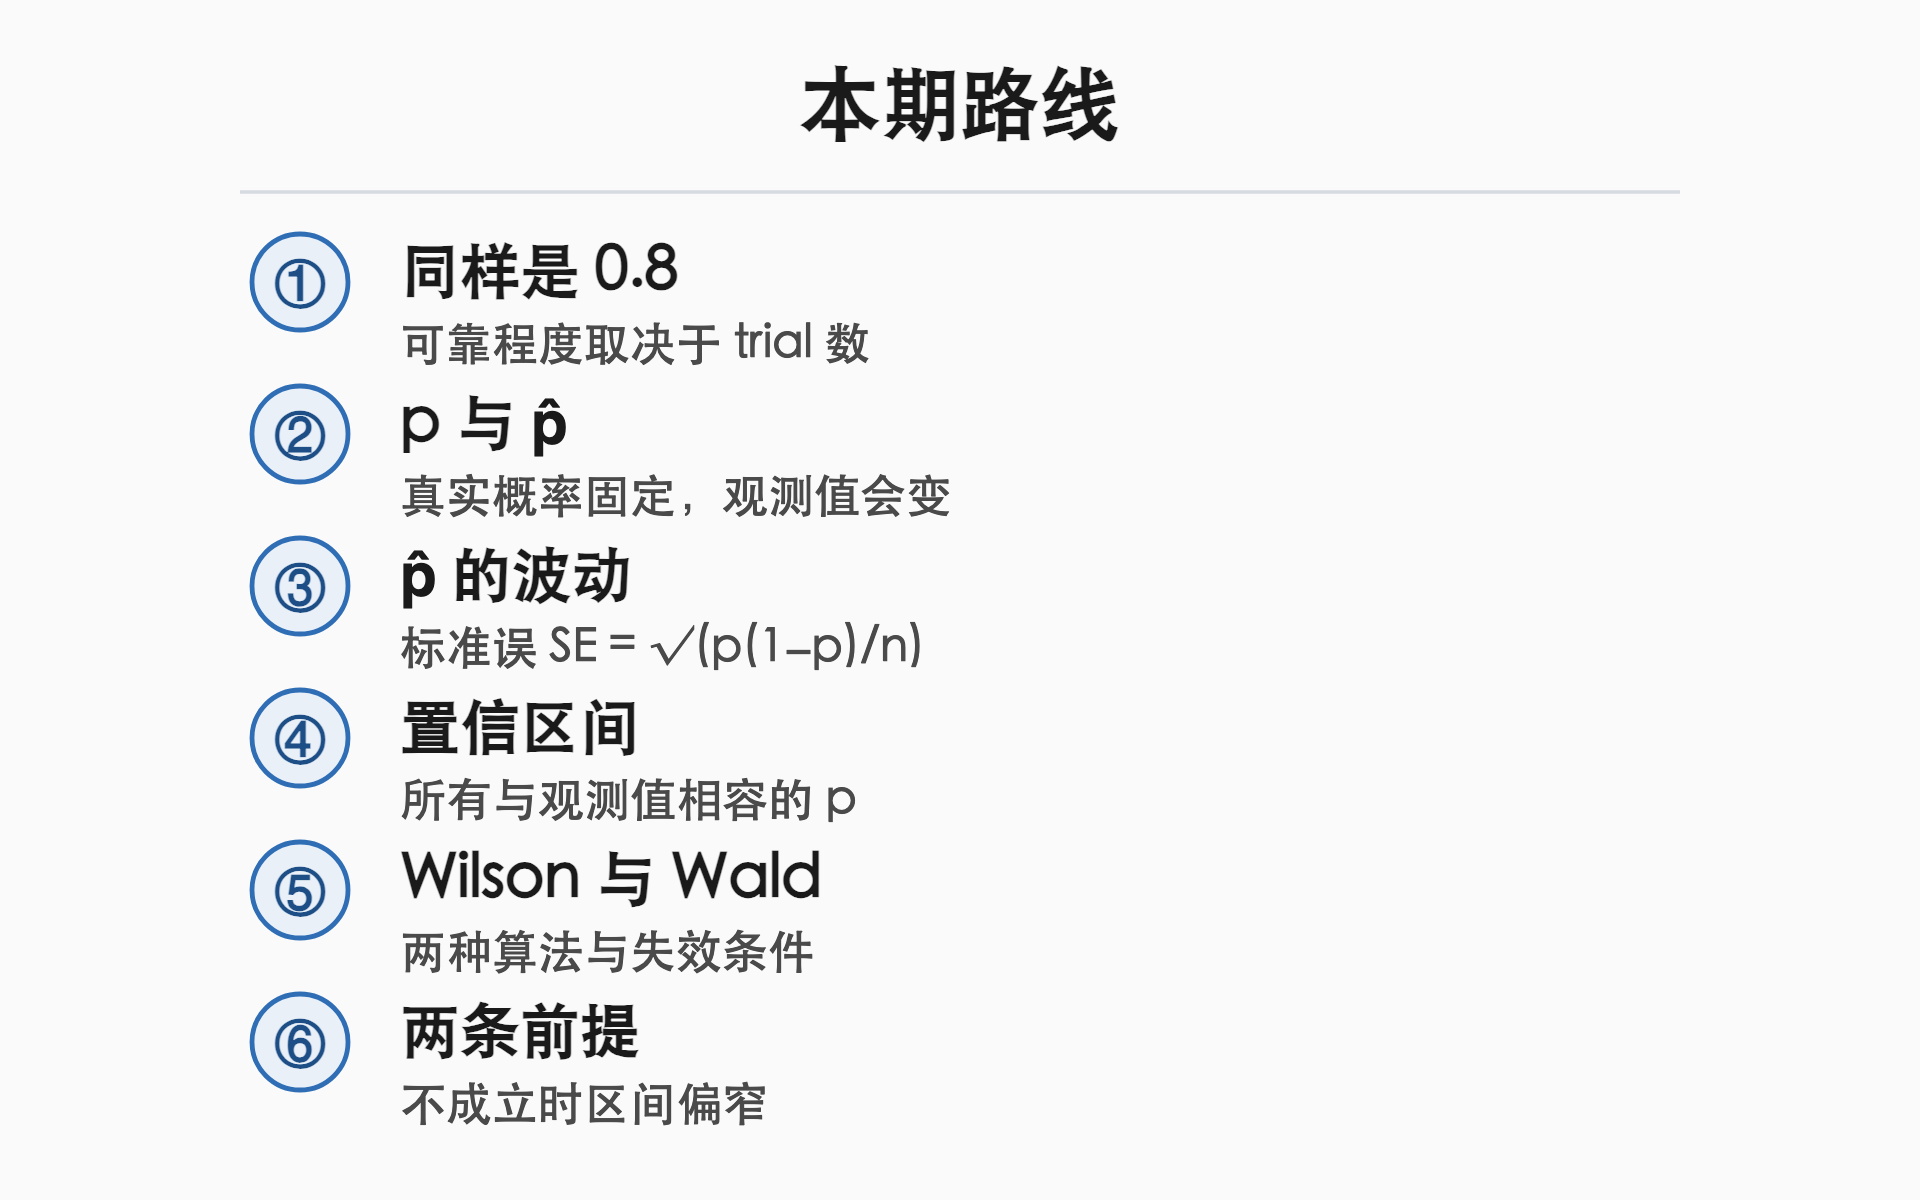 本期路线
①
同样是 0.8
可靠程度取决于 trial 数
②
p 与 p̂
真实概率固定，观测值会变
③
p̂ 的波动
标准误 SE = √(p(1−p)/n)
④
置信区间
所有与观测值相容的 p
⑤
Wilson 与 Wald
两种算法与失效条件
⑥
两条前提
不成立时区间偏窄